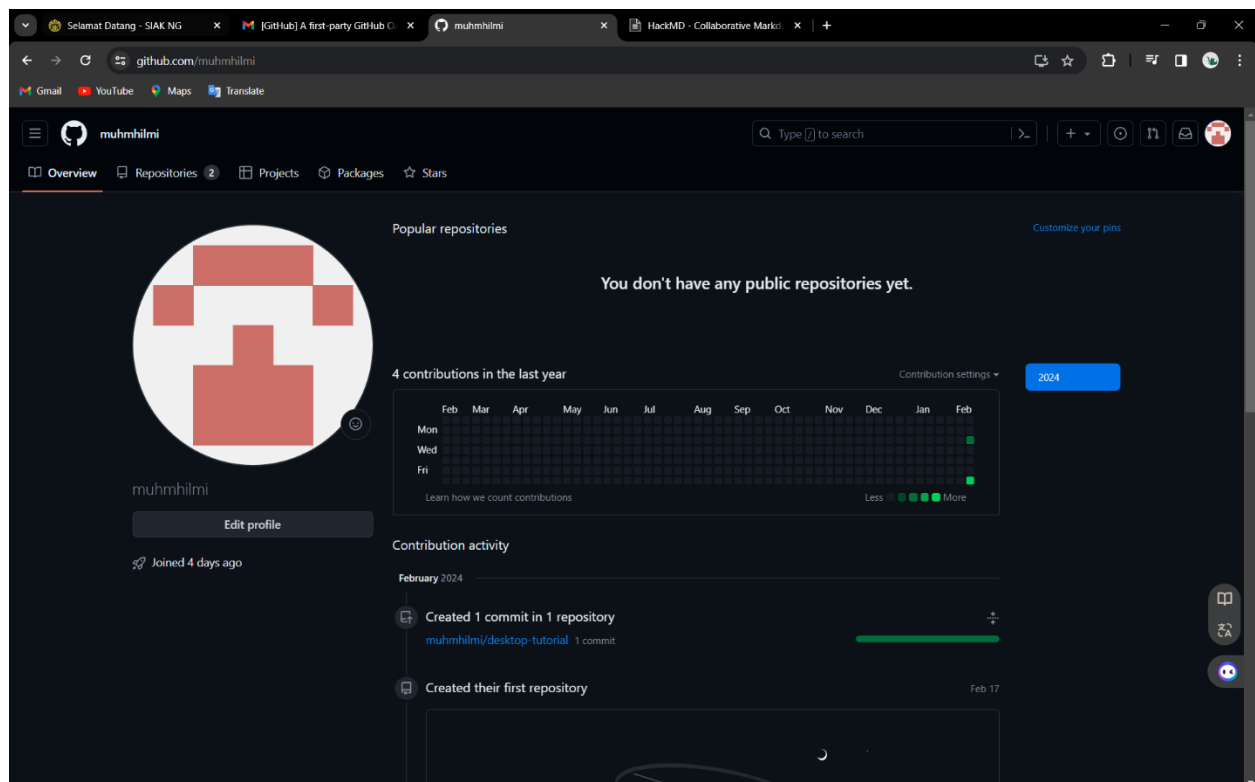 Selamat Datang - SIAK NG
[GitHub] A first-party GitHub O
muhmhilmi
HackMD - Collaborative Markd
github.com/muhmhilmi
Gmail YouTube Maps Translate
muhmhilmi
Type / to search
Overview Repositories 2 Projects Packages Stars
Popular repositories
Customize your pins
You don't have any public repositories yet.
4 contributions in the last year
Contribution settings
2024
Feb Mar Apr May Jun Jul Aug Sep Oct Nov Dec Jan Feb
Mon
Wed
Fri
Learn how we count contributions
Less More
muhmhilmi
Edit profile
Joined 4 days ago
Contribution activity
February 2024
Created 1 commit in 1 repository
muhmhilmi/desktop-tutorial 1 commit
Created their first repository
Feb 17